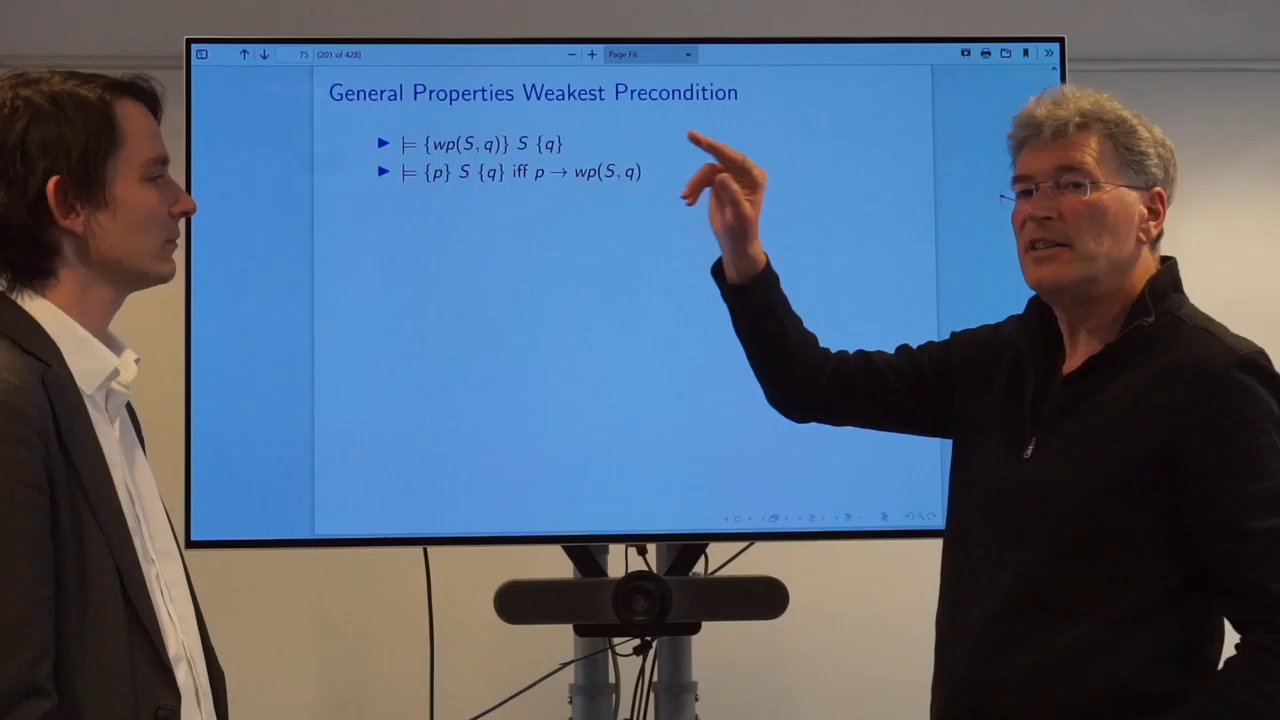 75 (201 of 428)
Page Fit
General Properties Weakest Precondition
▶ ⊨ {wp(S, q)} S {q}
▶ ⊨ {p} S {q} iff p → wp(S, q)